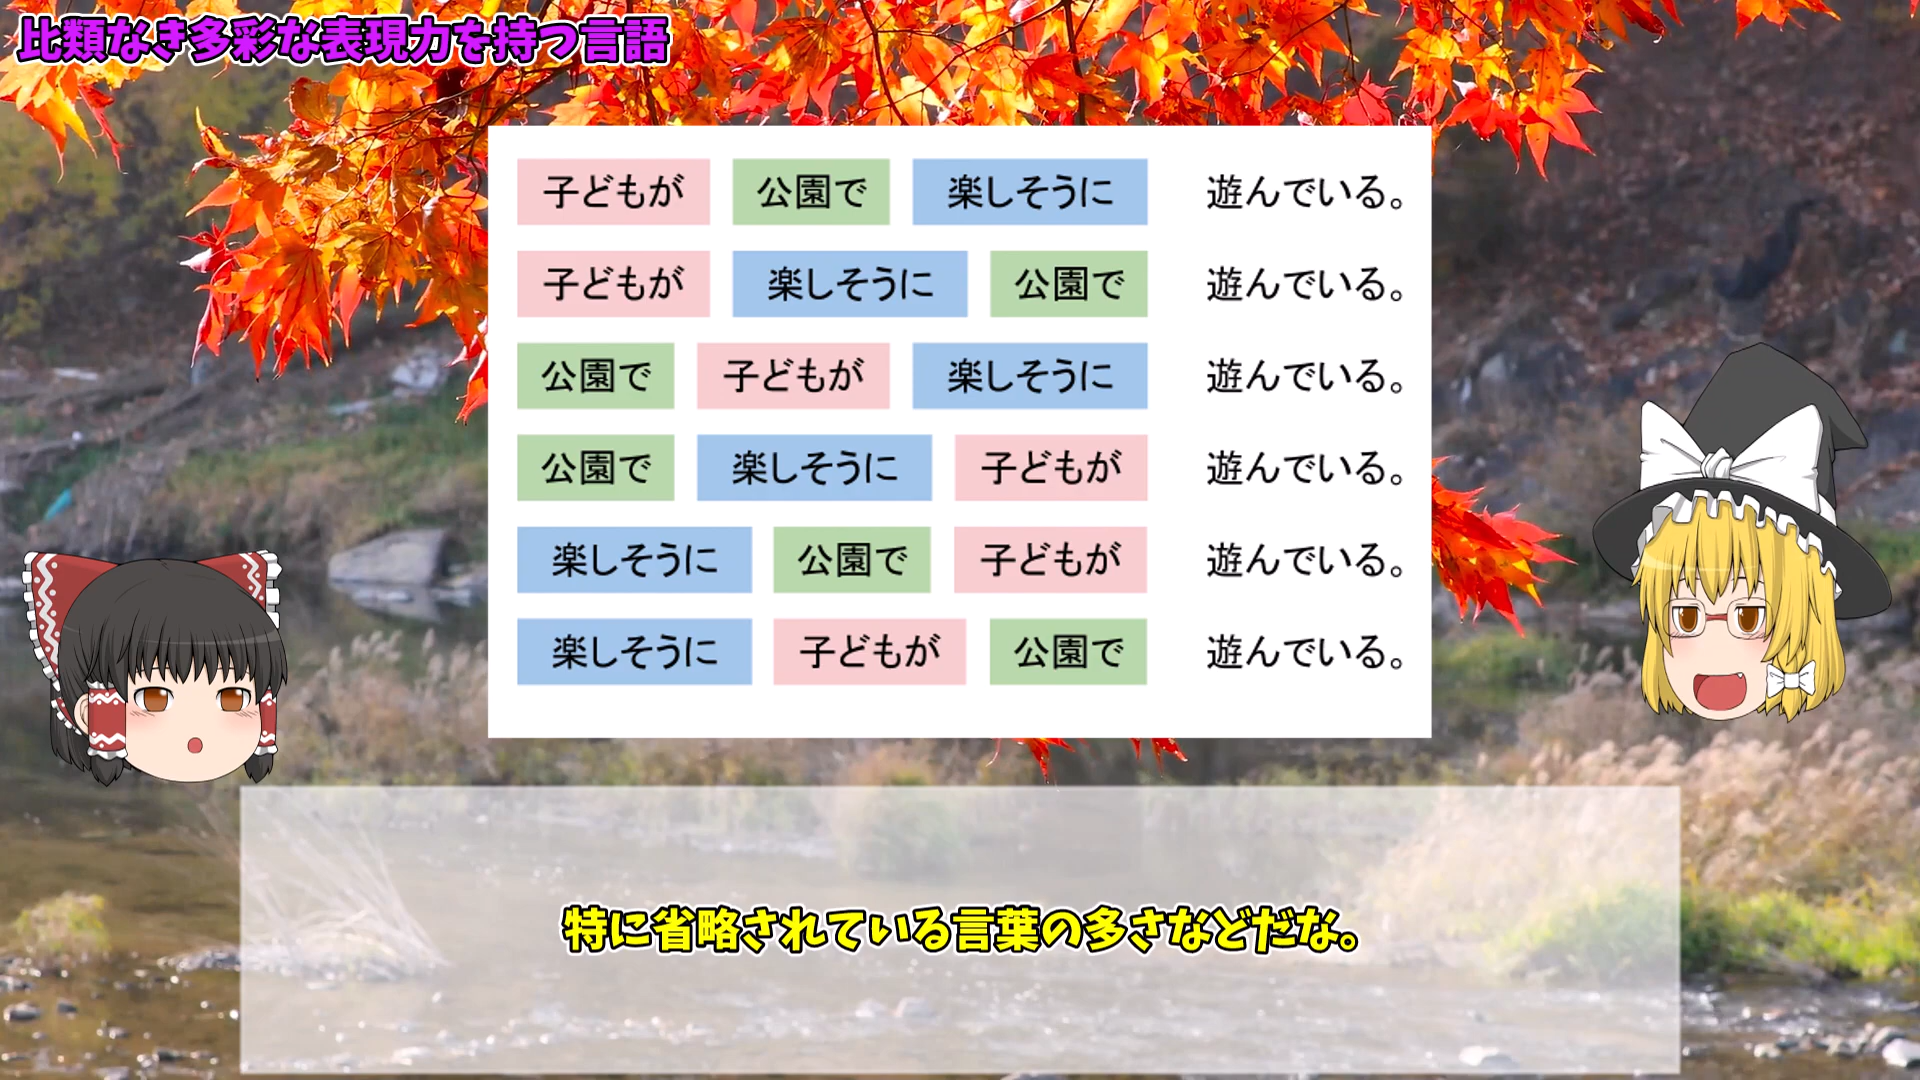 比類なき多彩な表現力を持つ言語
子どもが 公園で 楽しそうに 遊んでいる。
子どもが 楽しそうに 公園で 遊んでいる。
公園で 子どもが 楽しそうに 遊んでいる。
公園で 楽しそうに 子どもが 遊んでいる。
楽しそうに 公園で 子どもが 遊んでいる。
楽しそうに 子どもが 公園で 遊んでいる。
特に省略されている言葉の多さなどだな。